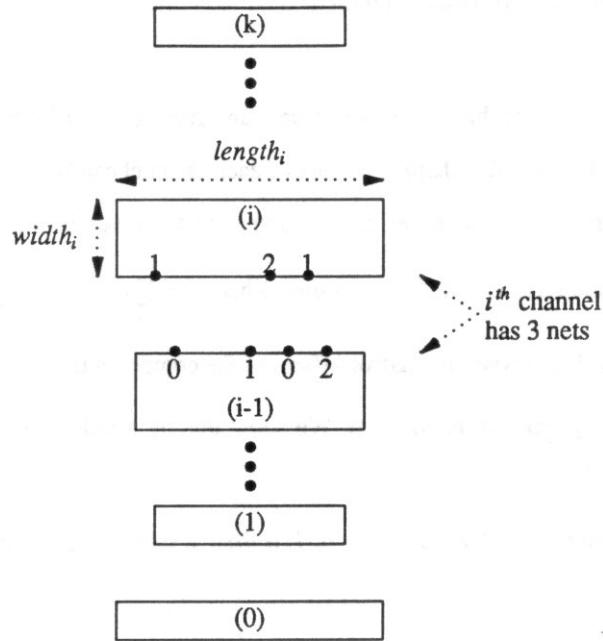 (k)
length_i
(i)
width_i
1 2 1
i^th channel
has 3 nets
0 1 0 2
(i-1)
(1)
(0)